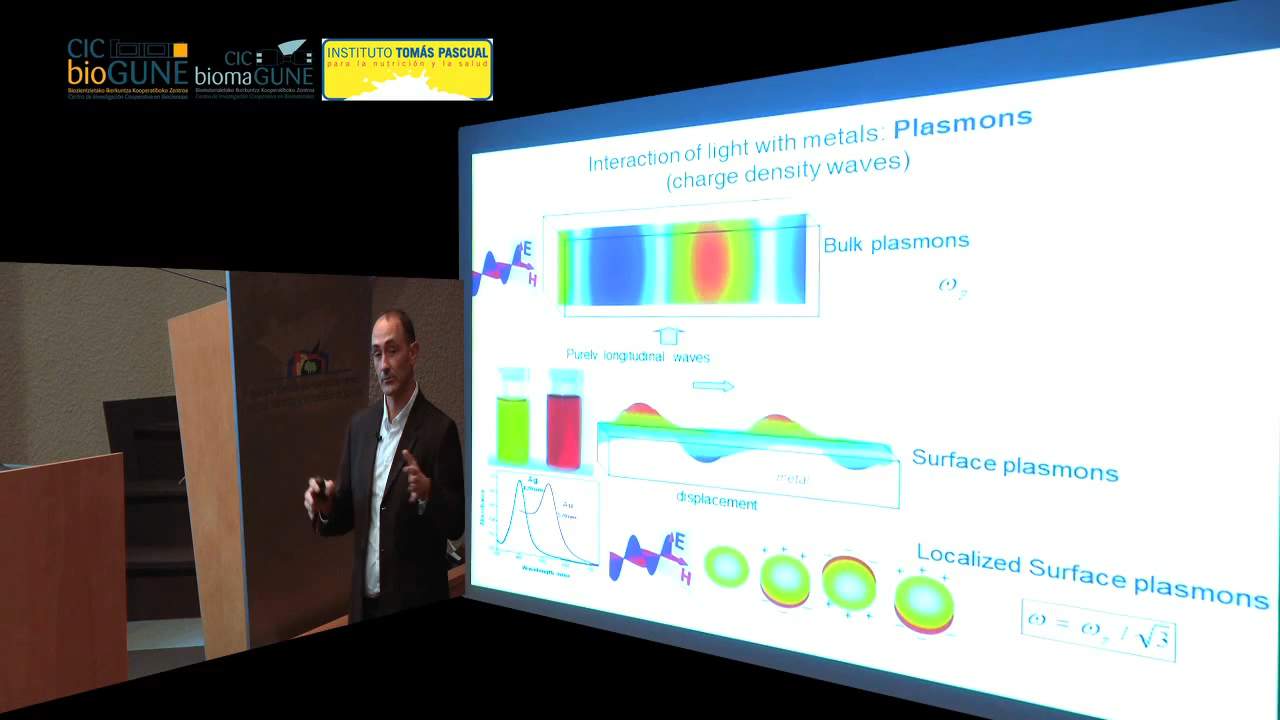 CIC
bioGUNE
Biozientzietako Ikerkuntza Kooperatiboko Zentroa
Centro de Investigación Cooperativa en Biociencias
CIC
biomaGUNE
INSTITUTO TOMÁS PASCUAL
para la nutrición y la salud
Interaction of light with metals: Plasmons
(charge density waves)
E
H
Bulk plasmons
ωp
Purely longitudinal waves
Surface plasmons
metal
displacement
Ag
Au
Absorbance
Wavelength (nm)
E
H
Localized Surface plasmons
ω = ωp / √3